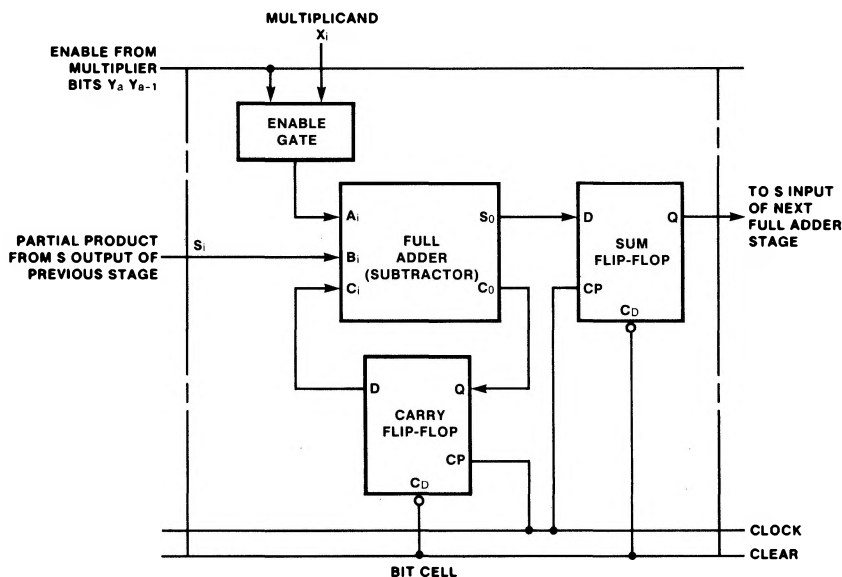 MULTIPLICAND
Xi
ENABLE FROM
MULTIPLIER
BITS Ya Ya-1
ENABLE
GATE
PARTIAL PRODUCT
FROM S OUTPUT OF
PREVIOUS STAGE
Si
Ai
Bi
Ci
FULL
ADDER
(SUBTRACTOR)
S0
C0
D
Q
SUM
FLIP-FLOP
CP
CD
TO S INPUT
OF NEXT
FULL ADDER
STAGE
D
Q
CARRY
FLIP-FLOP
CP
CD
CLOCK
CLEAR
BIT CELL